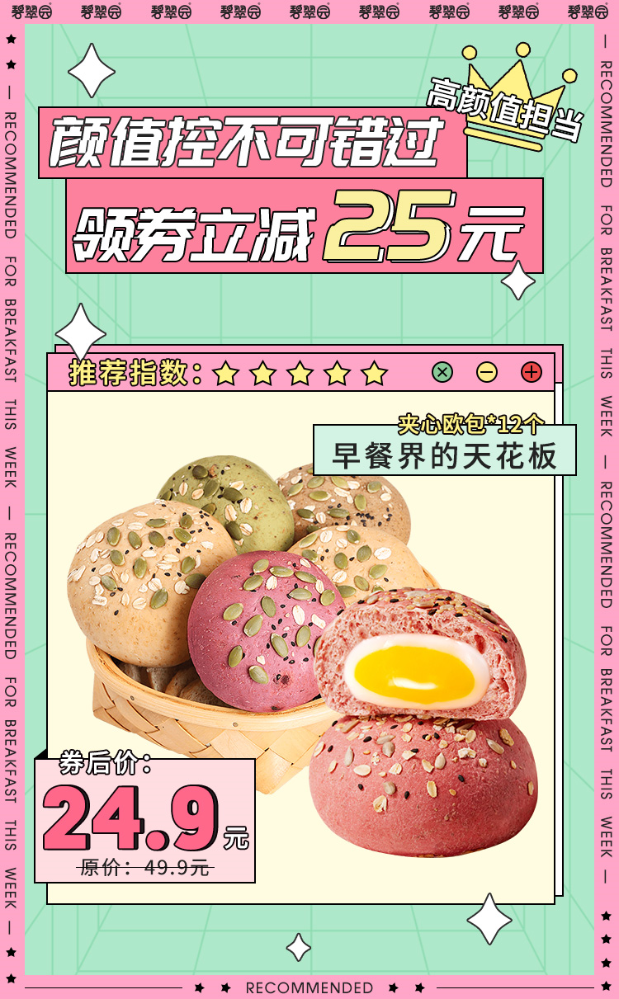 碧翠园 碧翠园 碧翠园 碧翠园 碧翠园 碧翠园 碧翠园 碧翠园 碧翠园
高颜值担当
颜值控不可错过
领券立减25元
推荐指数:
夹心欧包*12个
早餐界的天花板
券后价:
24.9元
原价: 49.9元
— RECOMMENDED FOR BREAKFAST THIS WEEK — RECOMMENDED FOR BREAKFAST THIS WEEK —
— RECOMMENDED FOR BREAKFAST THIS WEEK — RECOMMENDED FOR BREAKFAST THIS WEEK —
RECOMMENDED